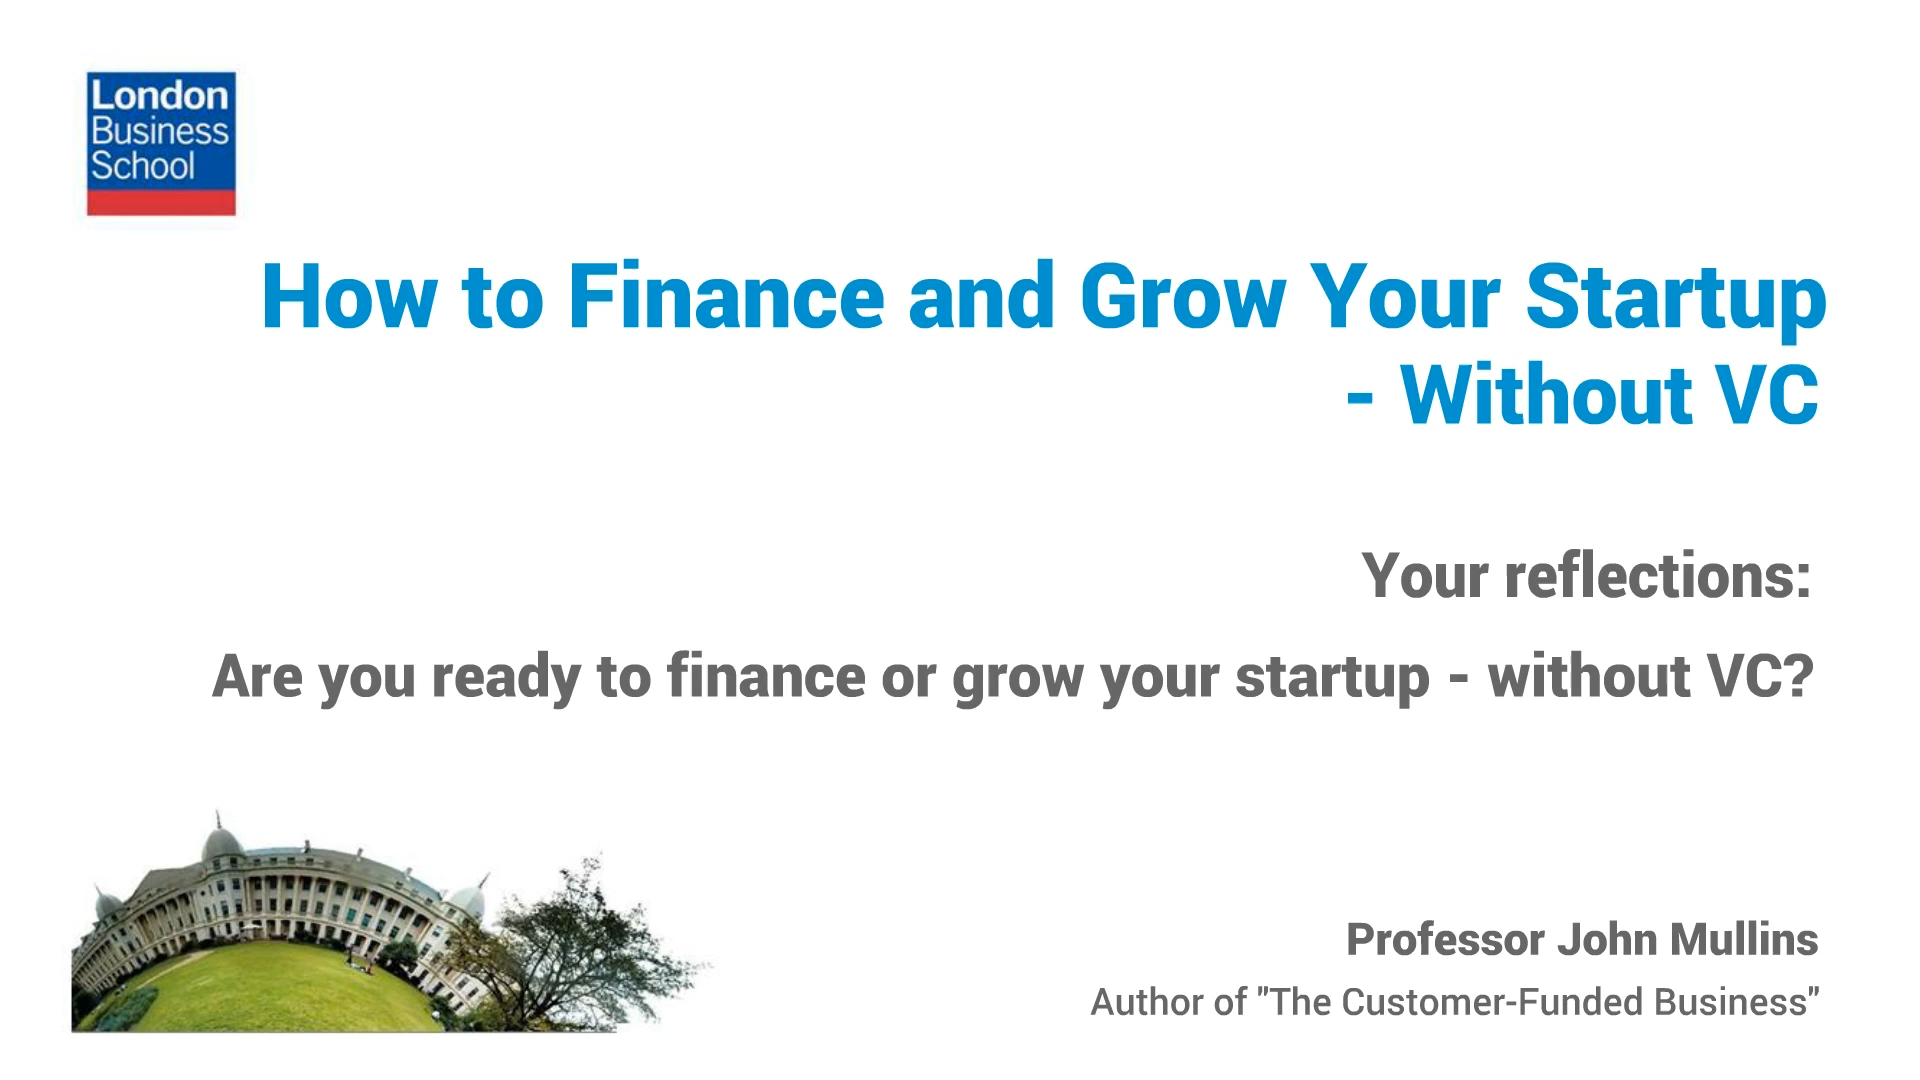 London
Business
School
How to Finance and Grow Your Startup
- Without VC
Your reflections:
Are you ready to finance or grow your startup - without VC?
Professor John Mullins
Author of "The Customer-Funded Business"